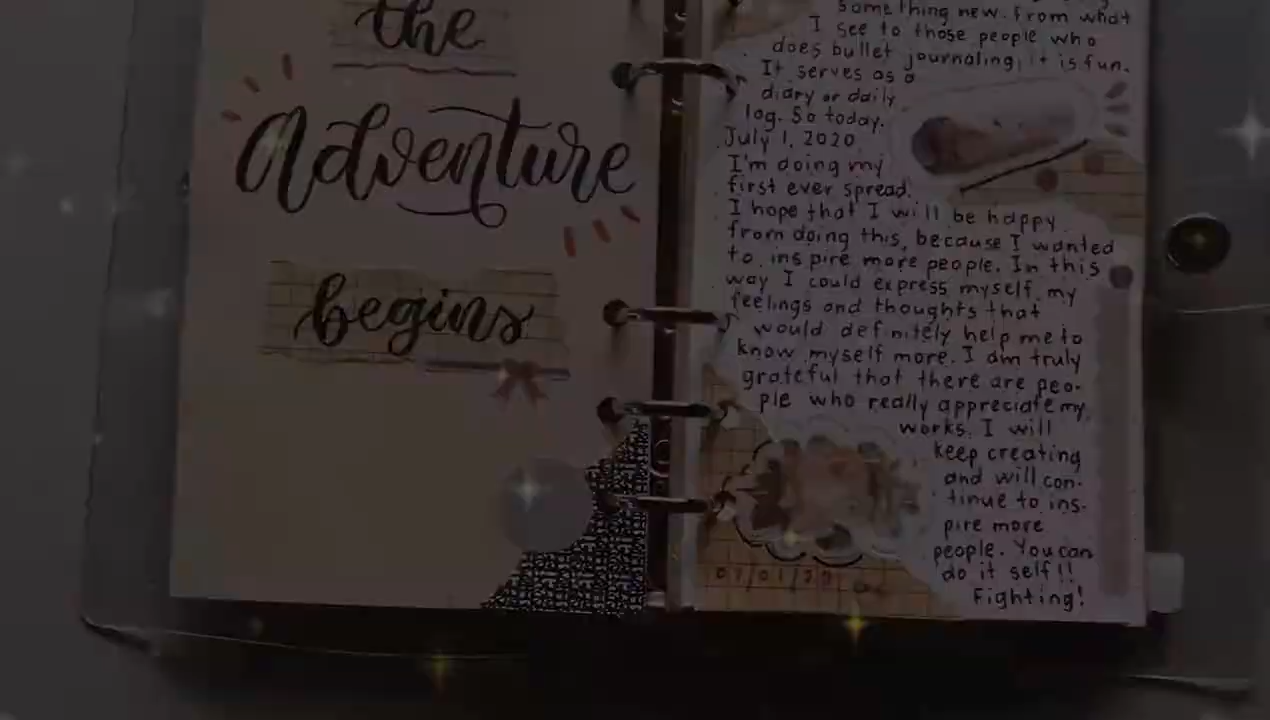 the
Adventure
begins
something new. From what
I see to those people who
does bullet journaling, it is fun.
It serves as a
diary or daily
log. So today,
July 1, 2020
I'm doing my
first ever spread.
I hope that I will be happy
from doing this, because I wanted
to inspire more people. In this
way I could express myself, my
feelings and thoughts that
would definitely help me to
know myself more. I am truly
grateful that there are peo-
ple who really appreciate my
works. I will
keep creating
and will con-
tinue to ins-
pire more
people. You can
do it self!!
Fighting!
07/01/20